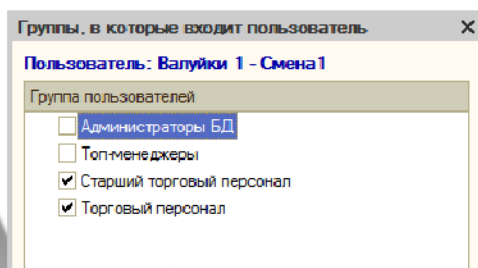 Группы, в которые входит пользователь
Пользователь: Валуйки 1 - Смена1
Группа пользователей
Администраторы БД
Топ-менеджеры
Старший торговый персонал
Торговый персонал